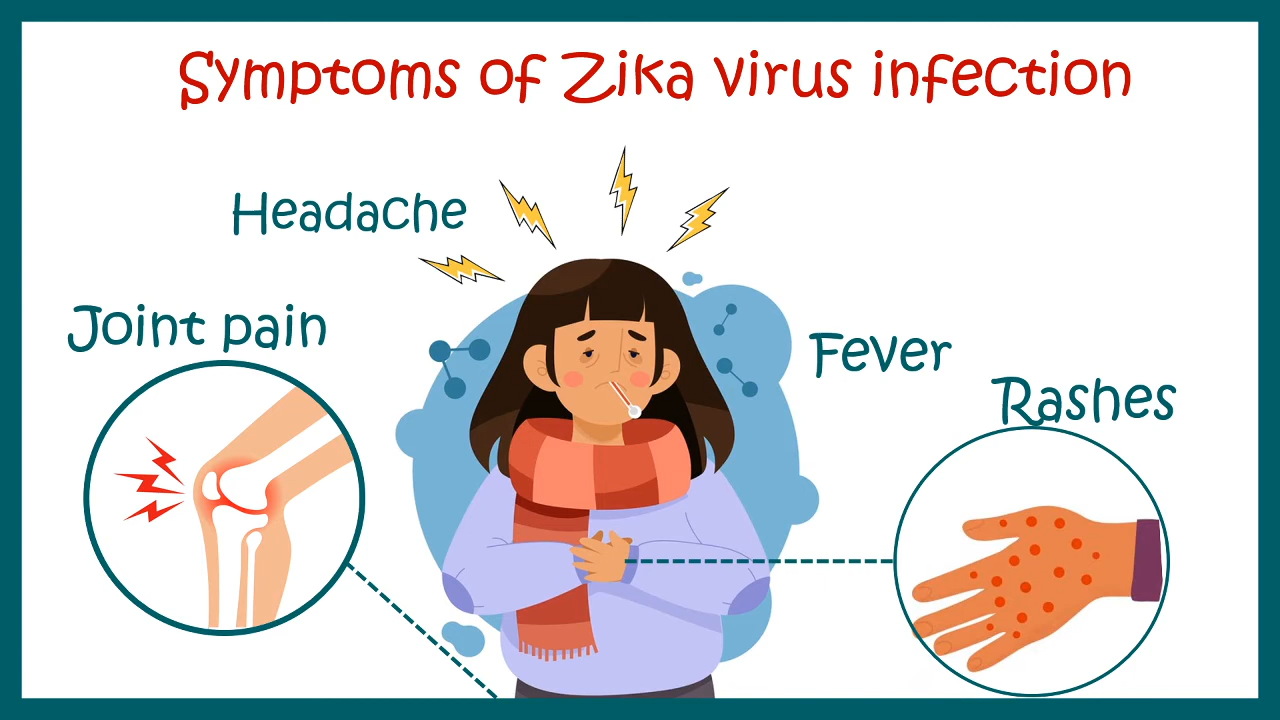 Symptoms of Zika virus infection
Headache
Joint pain
Fever
Rashes